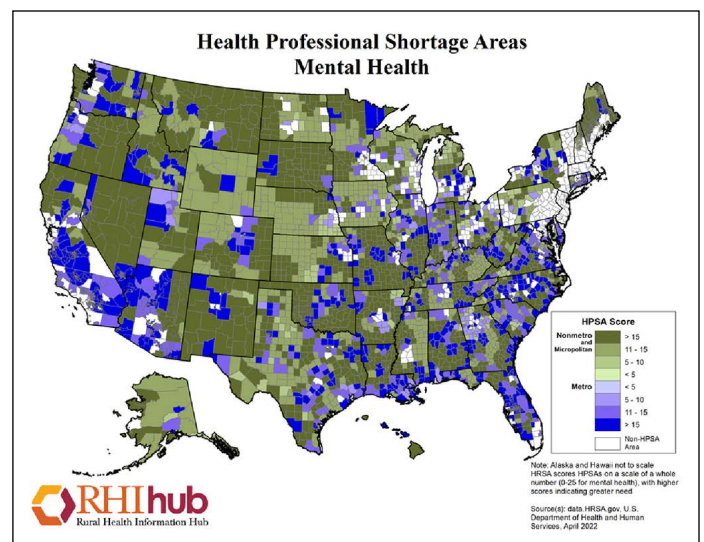 Health Professional Shortage Areas
Mental Health
HPSA Score
Nonmetro
and
Micropolitan
> 15
11 - 15
5 - 10
< 5
Metro
< 5
5 - 10
11 - 15
> 15
Non-HPSA
Area
Note: Alaska and Hawaii not to scale
HRSA scores HPSAs on a scale of a whole
number (0-25 for mental health), with higher
scores indicating greater need
Source(s): data.HRSA.gov, U.S.
Department of Health and Human
Services, April 2022
RHIhub
Rural Health Information Hub